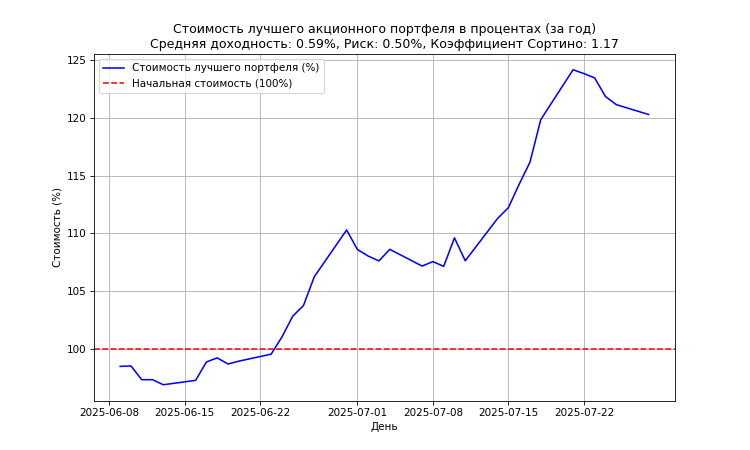 Стоимость лучшего акционного портфеля в процентах (за год)
Средняя доходность: 0.59%, Риск: 0.50%, Коэффициент Сортино: 1.17
Стоимость лучшего портфеля (%)
Начальная стоимость (100%)
Стоимость (%)
125
120
115
110
105
100
2025-06-08
2025-06-15
2025-06-22
2025-07-01
2025-07-08
2025-07-15
2025-07-22
День